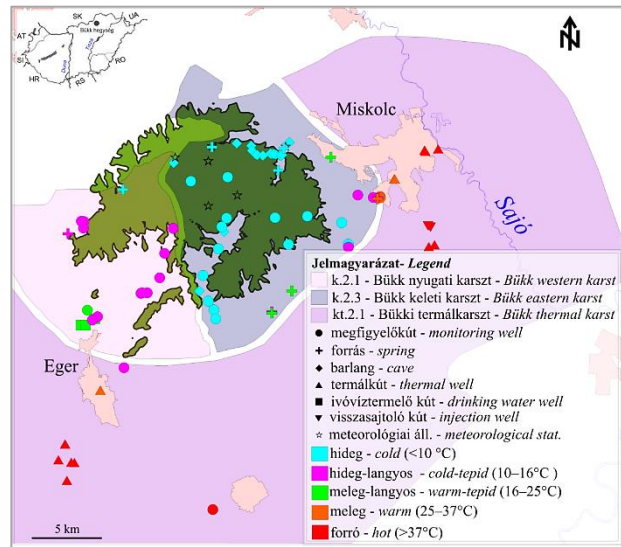 SK
UA
AT
Bükk hegység
Duna
Tisza
SI
HR
RS
RO
N
Miskolc
Sajó
Eger
5 km
Jelmagyarázat- Legend
k.2.1 - Bükk nyugati karszt - Bükk western karst
k.2.3 - Bükk keleti karszt - Bükk eastern karst
kt.2.1 - Bükki termálkarszt - Bükk thermal karst
megfigyelőkút - monitoring well
forrás - spring
barlang - cave
termálkút - thermal well
ivóvíztermelő kút - drinking water well
visszasajtoló kút - injection well
meteorológiai áll. - meteorological stat.
hideg - cold (<10 °C)
hideg-langyos - cold-tepid (10–16°C)
meleg-langyos - warm-tepid (16–25°C)
meleg - warm (25–37°C)
forró - hot (>37°C)